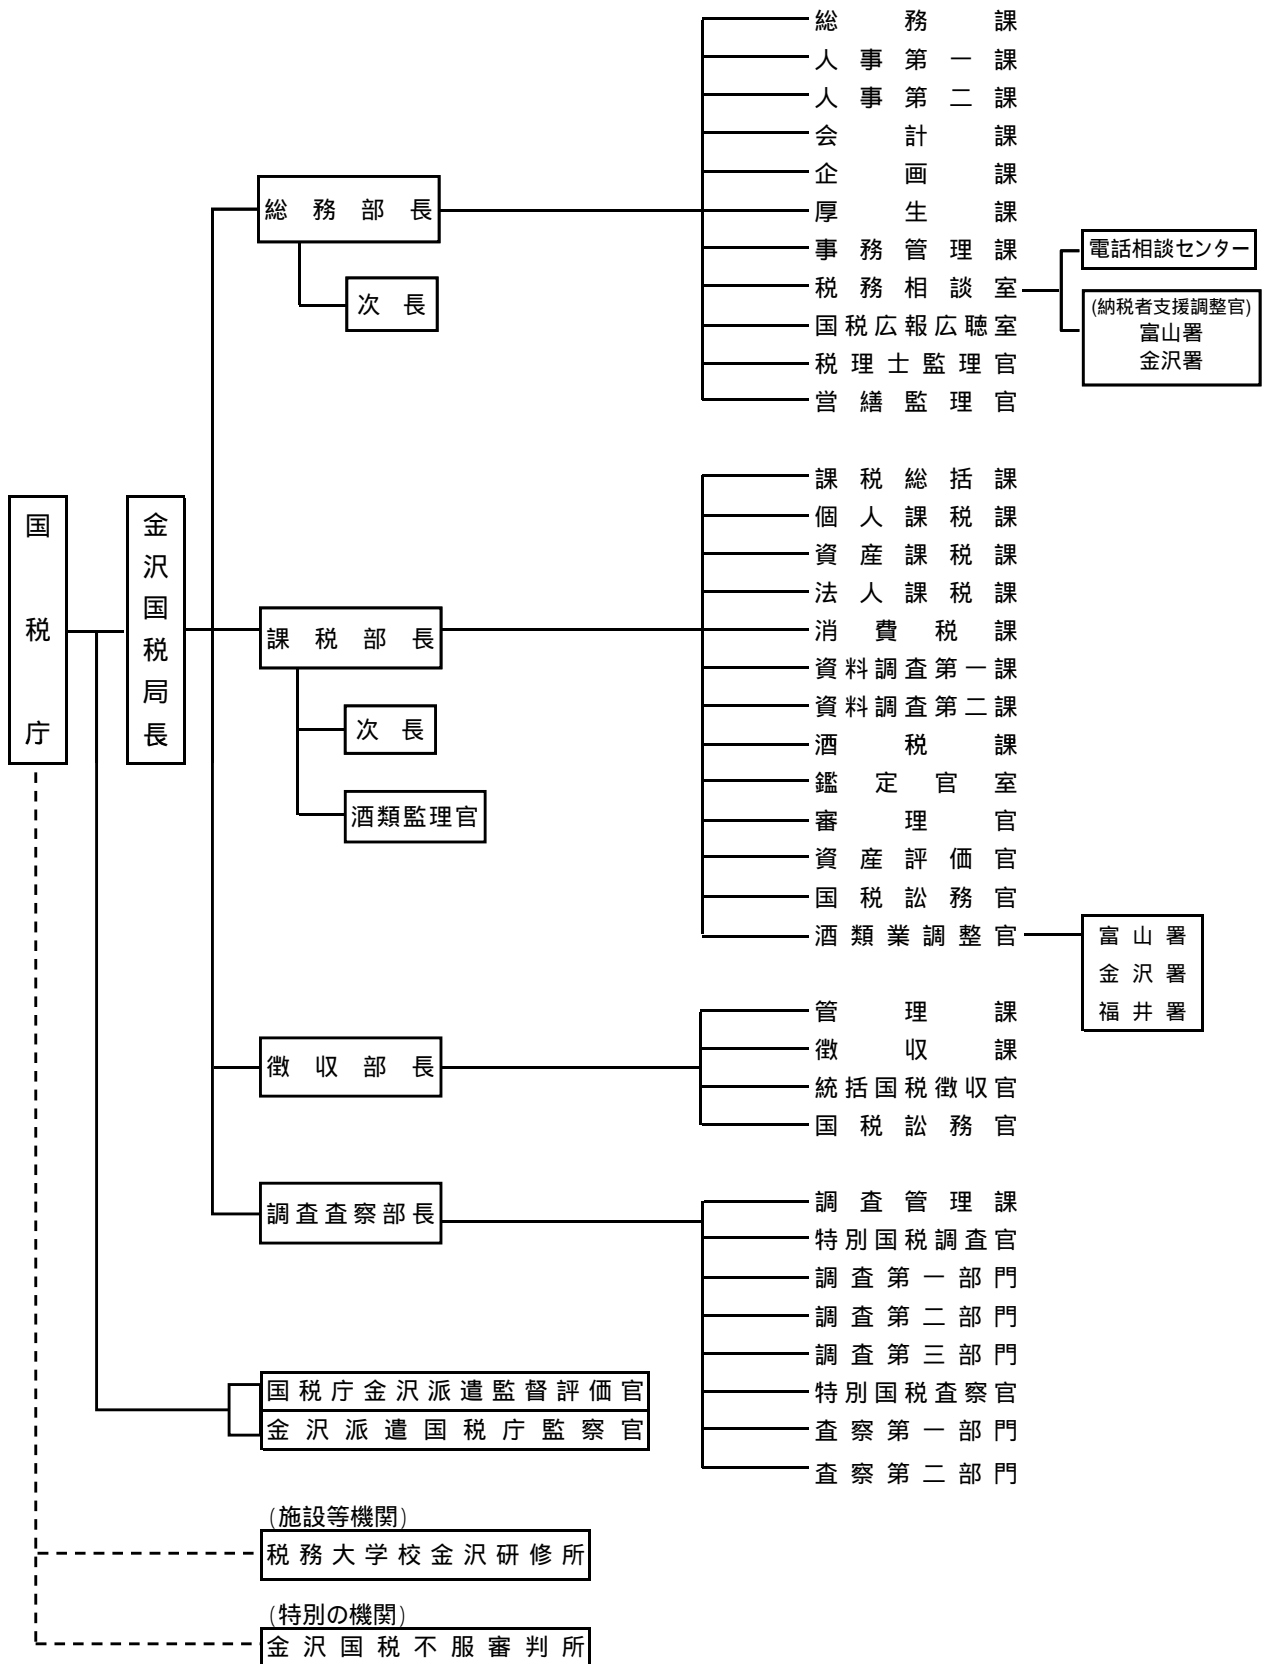 総務課
人事第一課
人事第二課
会計課
企画課
総務部長
厚生課
事務管理課
電話相談センター
次長
税務相談室
(納税者支援調整官)
富山署
金沢署
国税広報広聴室
税理士監理官
営繕監理官
国税庁
金沢国税局長
課税総括課
個人課税課
資産課税課
法人課税課
課税部長
消費税課
資料調査第一課
資料調査第二課
次長
酒税課
鑑定官室
酒類監理官
審理官
資産評価官
国税訟務官
酒類業調整官
富山署
金沢署
福井署
管理課
徴収課
徴収部長
統括国税徴収官
国税訟務官
調査管理課
調査査察部長
特別国税調査官
調査第一部門
調査第二部門
調査第三部門
特別国税査察官
査察第一部門
査察第二部門
国税庁金沢派遣監督評価官
金沢派遣国税庁監察官
(施設等機関)
税務大学校金沢研修所
(特別の機関)
金沢国税不服審判所